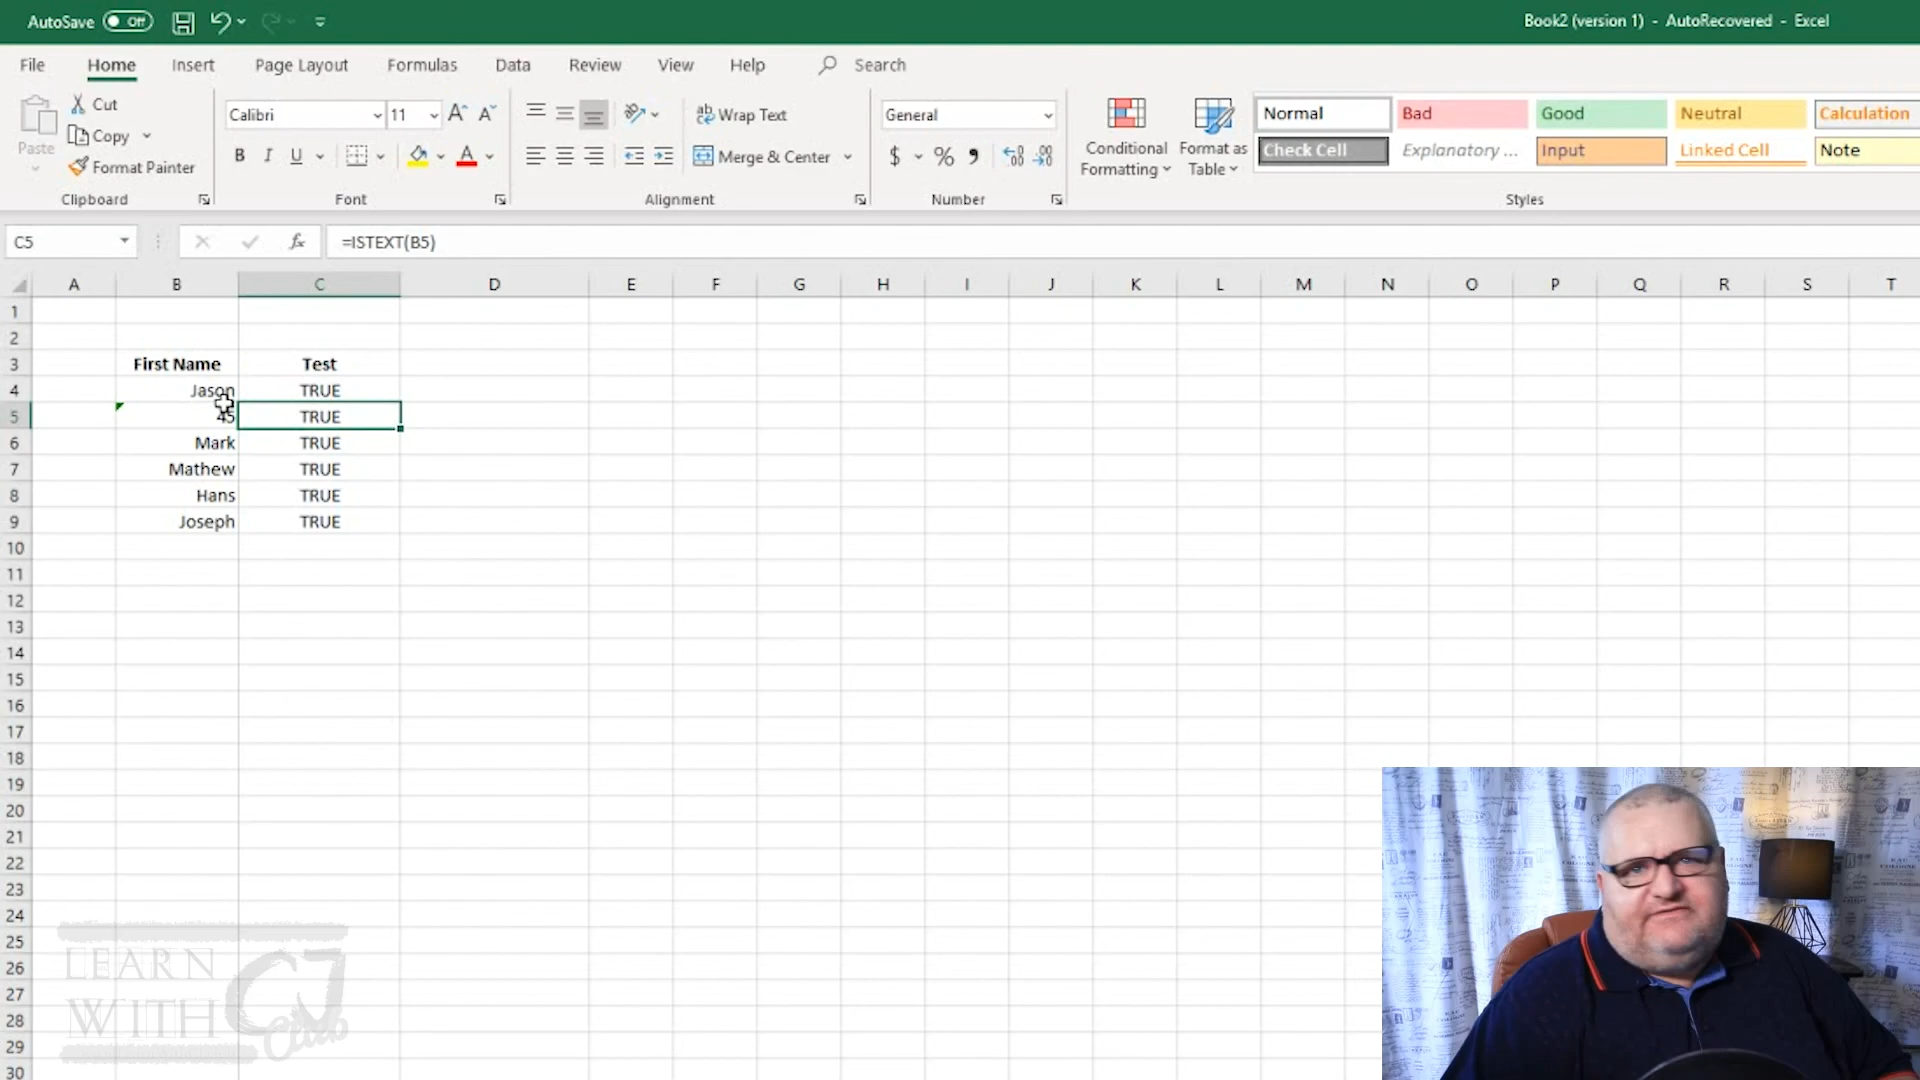 AutoSave Off
Book2 (version 1) - AutoRecovered - Excel
File Home Insert Page Layout Formulas Data Review View Help Search
Paste
Cut
Copy
Format Painter
Clipboard
Calibri 11
B I U
Font
Wrap Text
Merge & Center
Alignment
General
$ % ,
Number
Conditional Formatting
Format as Table
Normal Bad Good Neutral Calculation
Check Cell Explanatory ... Input Linked Cell Note
Styles
C5 fx =ISTEXT(B5)
A B C D E F G H I J K L M N O P Q R S T
1
2
3 First Name Test
4 Jason TRUE
5 45 TRUE
6 Mark TRUE
7 Mathew TRUE
8 Hans TRUE
9 Joseph TRUE
10
11
12
13
14
15
16
17
18
19
20
21
22
23
24
25
26
27
28
29
30
LEARN
WITH CJ
Club